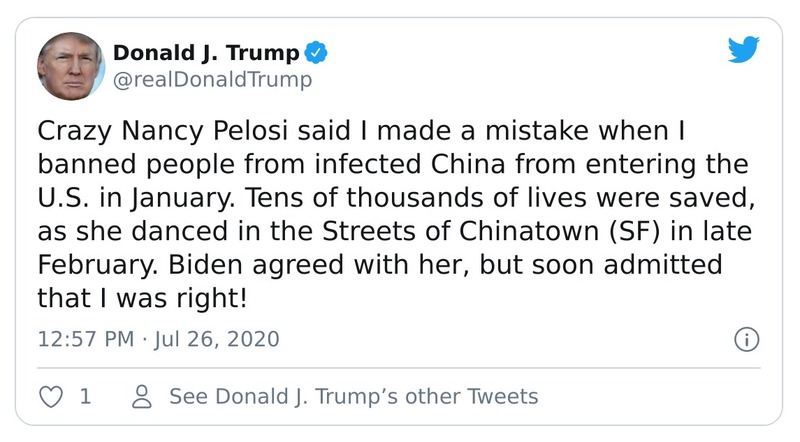 Donald J. Trump
@realDonaldTrump
Crazy Nancy Pelosi said I made a mistake when I
banned people from infected China from entering the
U.S. in January. Tens of thousands of lives were saved,
as she danced in the Streets of Chinatown (SF) in late
February. Biden agreed with her, but soon admitted
that I was right!
12:57 PM · Jul 26, 2020
1 See Donald J. Trump’s other Tweets